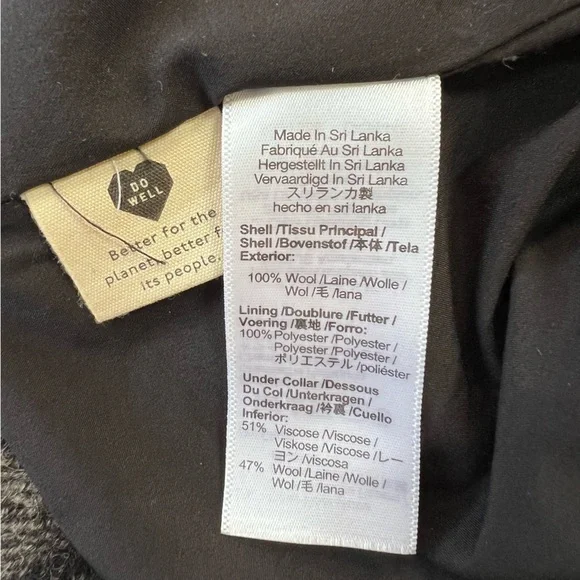 DO
WELL
Better for the
planet, better f
its people.
Made In Sri Lanka
Fabriqué Au Sri Lanka
Hergestellt In Sri Lanka
Vervaardigd In Sri Lanka
スリランカ製
hecho en sri lanka
Shell /Tissu Principal /
Shell /Bovenstof /本体 /Tela
Exterior:
100% Wool /Laine /Wolle /
Wol /毛 /lana
Lining /Doublure /Futter /
Voering /裏地 /Forro:
100% Polyester /Polyester /
Polyester /Polyester /
ポリエステル /poliéster
Under Collar /Dessous
Du Col /Unterkragen /
Onderkraag /衿裏 /Cuello
Inferior:
51% Viscose /Viscose /
Viskose /Viscose /レー
ヨン /viscosa
47% Wool /Laine /Wolle /
Wol /毛 /lana